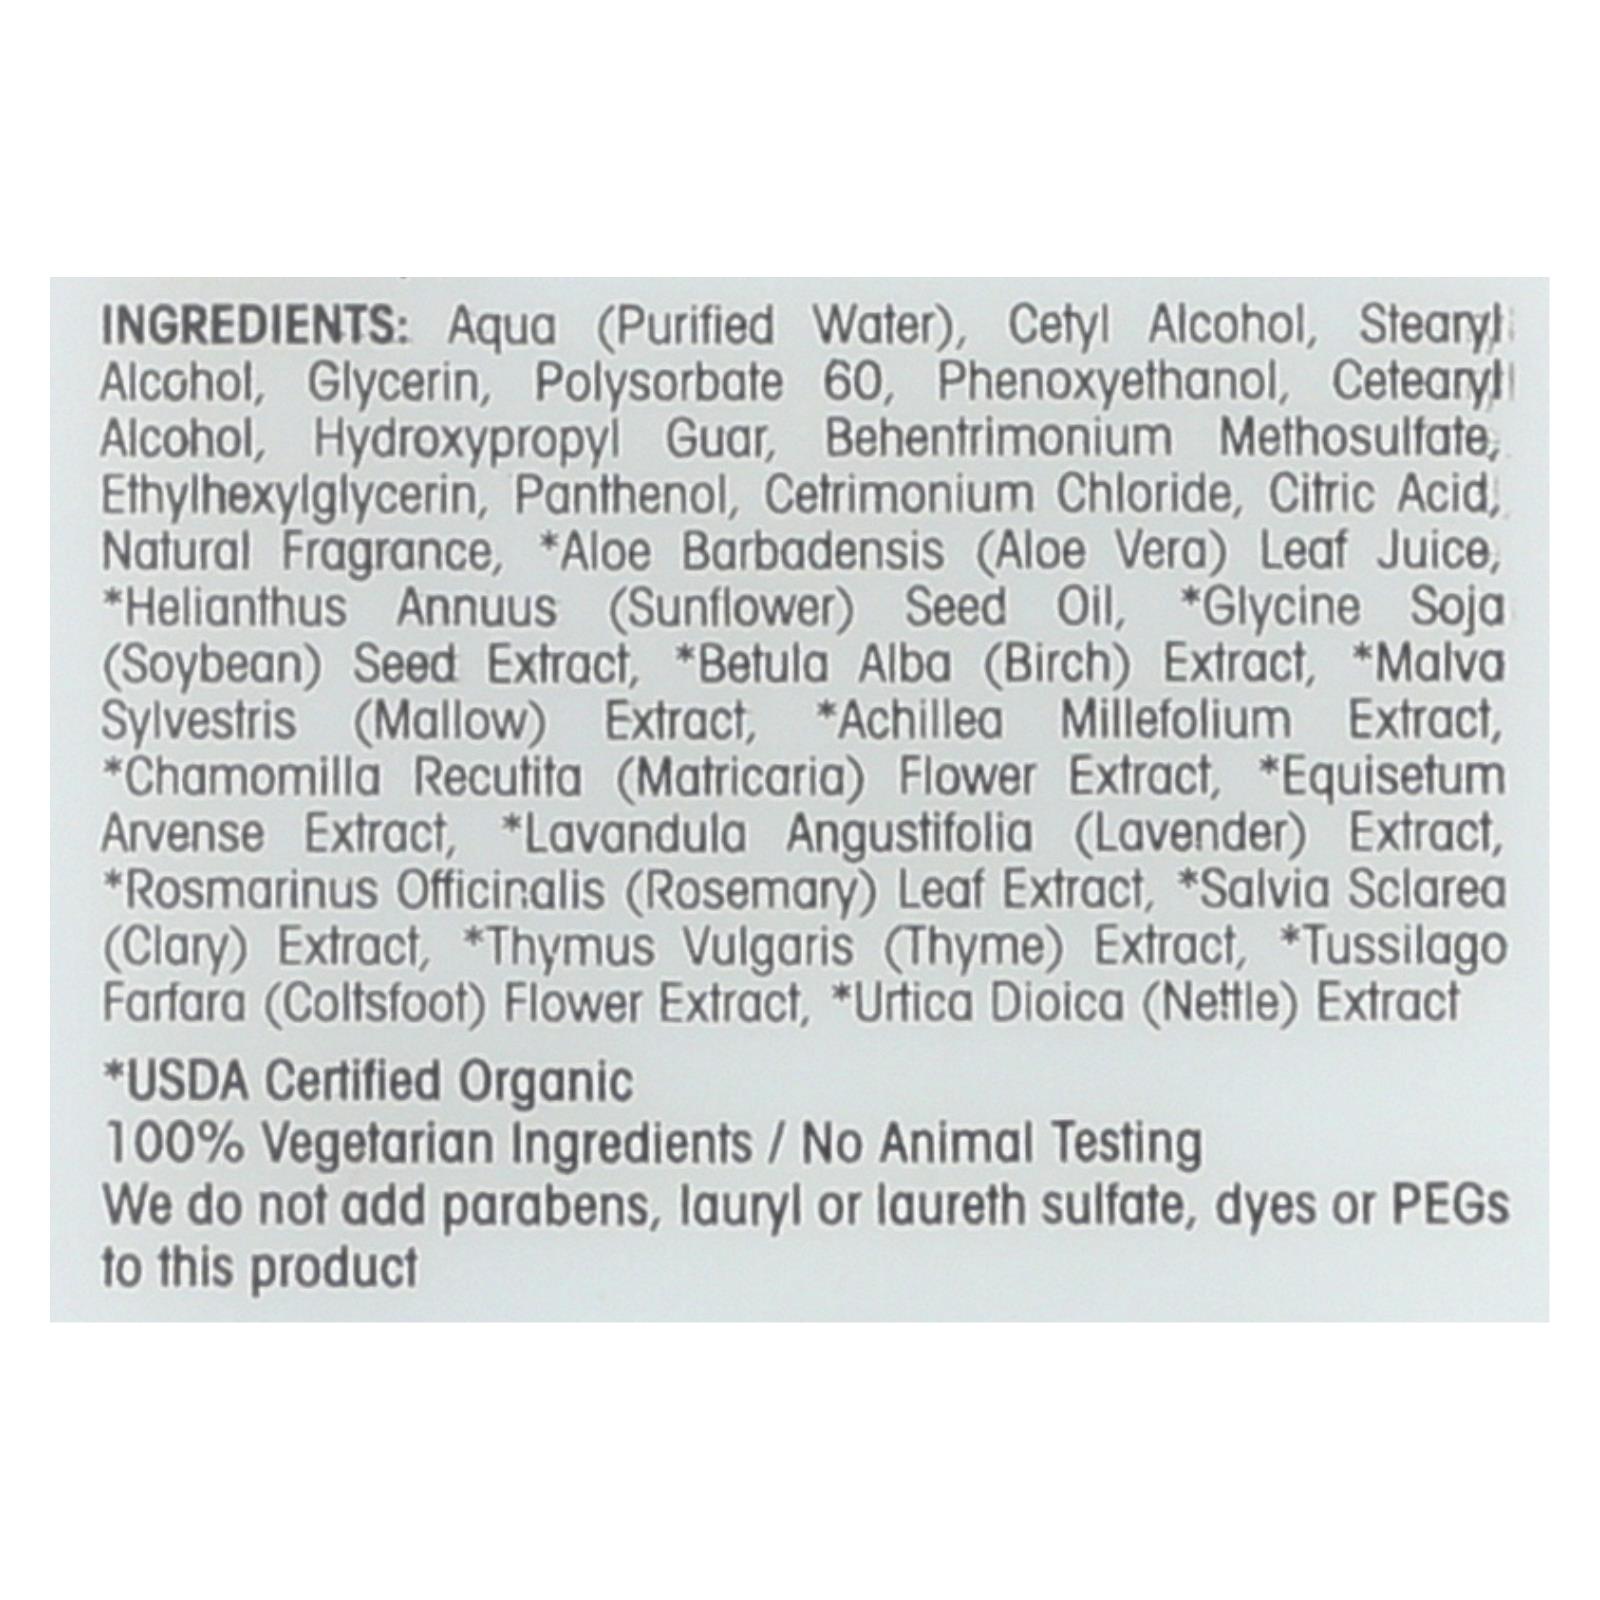 INGREDIENTS: Aqua (Purified Water), Cetyl Alcohol, Stearyl
Alcohol, Glycerin, Polysorbate 60, Phenoxyethanol, Cetearyl
Alcohol, Hydroxypropyl Guar, Behentrimonium Methosulfate,
Ethylhexylglycerin, Panthenol, Cetrimonium Chloride, Citric Acid,
Natural Fragrance, *Aloe Barbadensis (Aloe Vera) Leaf Juice,
*Helianthus Annuus (Sunflower) Seed Oil, *Glycine Soja
(Soybean) Seed Extract, *Betula Alba (Birch) Extract, *Malva
Sylvestris (Mallow) Extract, *Achillea Millefolium Extract,
*Chamomilla Recutita (Matricaria) Flower Extract, *Equisetum
Arvense Extract, *Lavandula Angustifolia (Lavender) Extract,
*Rosmarinus Officinalis (Rosemary) Leaf Extract, *Salvia Sclarea
(Clary) Extract, *Thymus Vulgaris (Thyme) Extract, *Tussilago
Farfara (Coltsfoot) Flower Extract, *Urtica Dioica (Nettle) Extract
*USDA Certified Organic
100% Vegetarian Ingredients / No Animal Testing
We do not add parabens, lauryl or laureth sulfate, dyes or PEGs
to this product